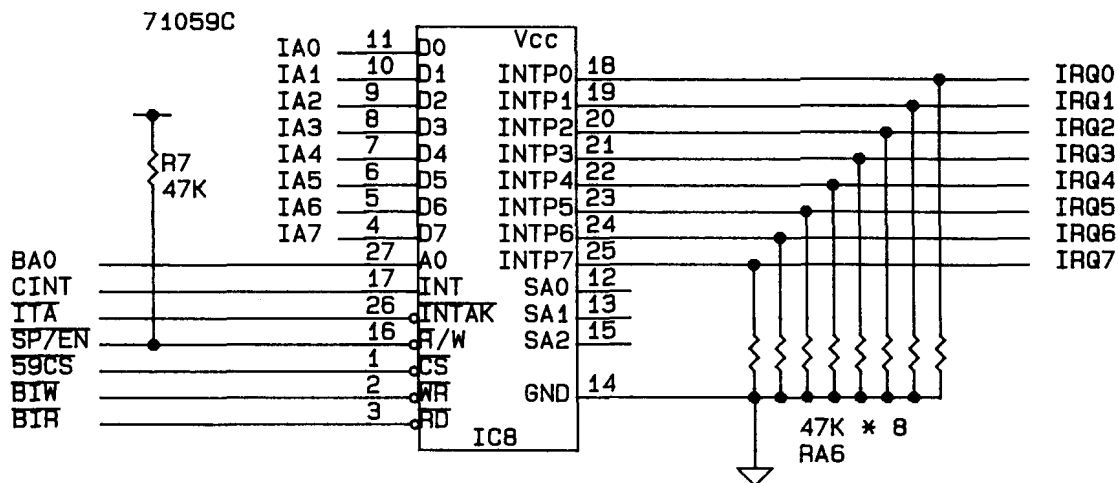 71059C
IA0 11 D0 Vcc
IA1 10 D1 INTP0 18 IRQ0
IA2 9 D2 INTP1 19 IRQ1
IA3 8 D3 INTP2 20 IRQ2
IA4 7 D4 INTP3 21 IRQ3
IA5 6 D5 INTP4 22 IRQ4
IA6 5 D6 INTP5 23 IRQ5
IA7 4 D7 INTP6 24 IRQ6
R7
47K
BA0 27 A0 INTP7 25 IRQ7
CINT 17 INT SA0 12
ITA 26 INTAK SA1 13
SP/EN 16 R/W SA2 15
59CS 1 CS
BIW 2 WR GND 14
BIR 3 RD
IC8
47K * 8
RA6